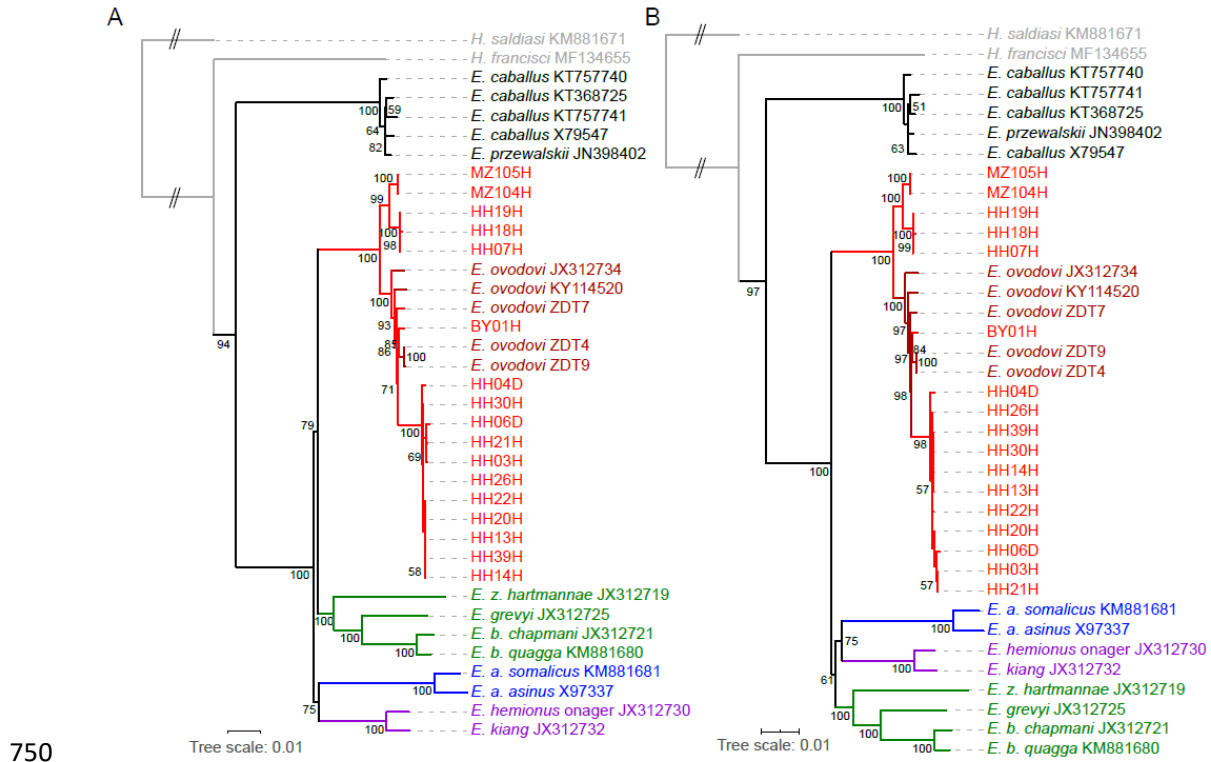 A
H. saldiasi KM881671
H. francisci MF134655
E. caballus KT757740
E. caballus KT368725
E. caballus KT757741
E. caballus X79547
E. przewalskii JN398402
MZ105H
MZ104H
HH19H
HH18H
HH07H
E. ovodovi JX312734
E. ovodovi KY114520
E. ovodovi ZDT7
BY01H
E. ovodovi ZDT4
E. ovodovi ZDT9
HH04D
HH30H
HH06D
HH21H
HH03H
HH26H
HH22H
HH20H
HH13H
HH39H
HH14H
E. z. hartmannae JX312719
E. grevyi JX312725
E. b. chapmani JX312721
E. b. quagga KM881680
E. a. somalicus KM881681
E. a. asinus X97337
E. hemionus onager JX312730
E. kiang JX312732
100
59
64
82
100
99
100
98
100
100
93
85
86
100
71
100
69
58
94
79
100
100
100
100
100
75
100
Tree scale: 0.01
B
H. saldiasi KM881671
H. francisci MF134655
E. caballus KT757740
E. caballus KT757741
E. caballus KT368725
E. przewalskii JN398402
E. caballus X79547
MZ105H
MZ104H
HH19H
HH18H
HH07H
E. ovodovi JX312734
E. ovodovi KY114520
E. ovodovi ZDT7
BY01H
E. ovodovi ZDT9
E. ovodovi ZDT4
HH04D
HH26H
HH39H
HH30H
HH14H
HH13H
HH22H
HH20H
HH06D
HH03H
HH21H
E. a. somalicus KM881681
E. a. asinus X97337
E. hemionus onager JX312730
E. kiang JX312732
E. z. hartmannae JX312719
E. grevyi JX312725
E. b. chapmani JX312721
E. b. quagga KM881680
100
51
63
100
100
100
99
100
100
97
84
97
100
98
98
57
57
97
100
75
100
100
61
100
100
100
Tree scale: 0.01
750